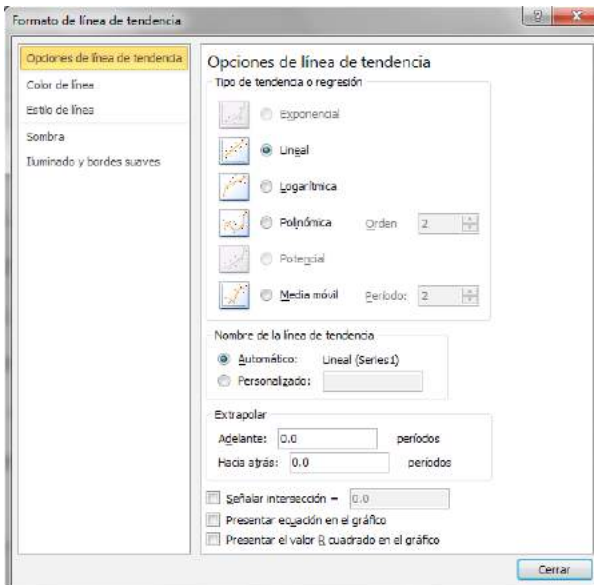 Formato de línea de tendencia
Opciones de línea de tendencia
Color de línea
Estilo de línea
Sombra
Iluminado y bordes suaves
Opciones de línea de tendencia
Tipo de tendencia o regresión
Exponencial
Lineal
Logarítmica
Polinómica Orden 2
Potencial
Media móvil Período: 2
Nombre de la línea de tendencia
Automático: Lineal (Series1)
Personalizado:
Extrapolar
Adelante: 0.0 períodos
Hacia atrás: 0.0 períodos
Señalar intersección = 0.0
Presentar ecuación en el gráfico
Presentar el valor R cuadrado en el gráfico
Cerrar